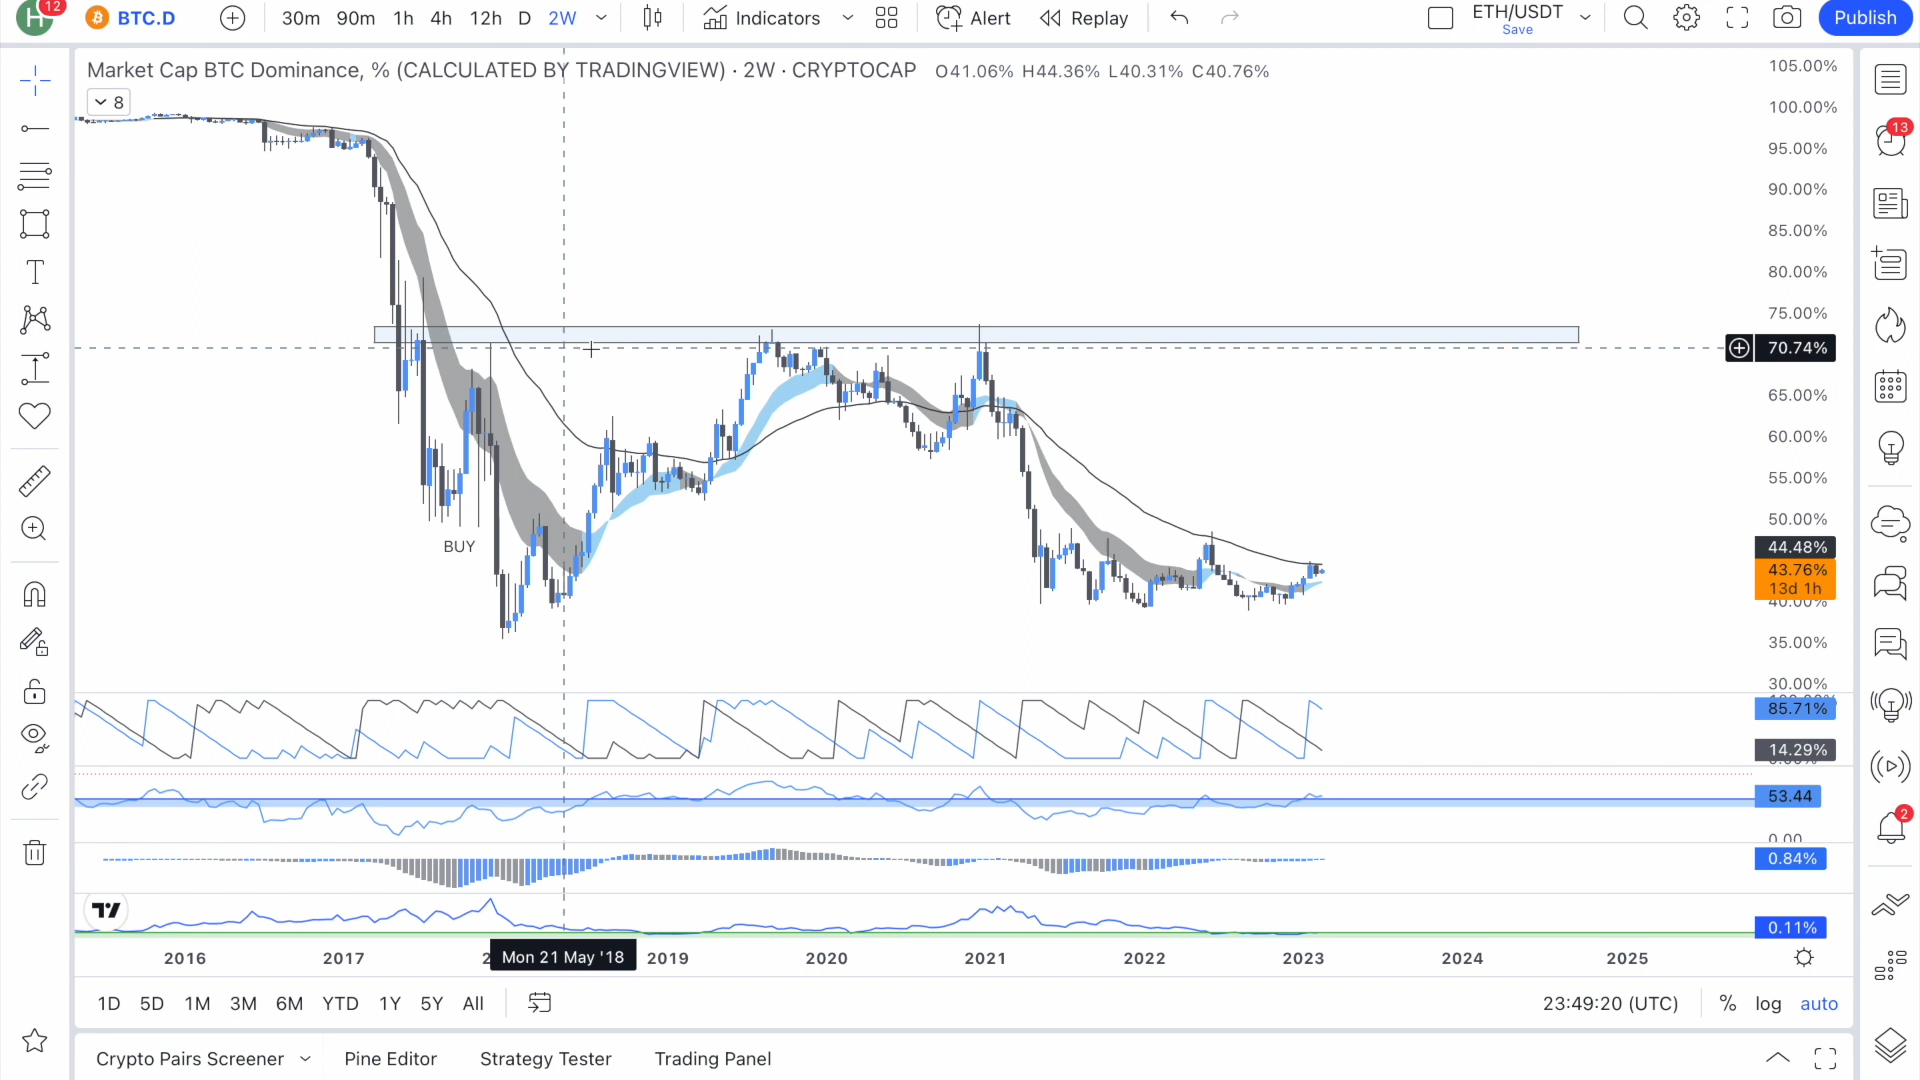 H 12 BTC.D 30m 90m 1h 4h 12h D 2W Indicators Alert Replay ETH/USDT Publish
Save
Market Cap BTC Dominance, % (CALCULATED BY TRADINGVIEW) · 2W · CRYPTOCAP O41.06% H44.36% L40.31% C40.76%
8
105.00%
100.00%
95.00%
90.00%
85.00%
80.00%
75.00%
70.74%
65.00%
60.00%
55.00%
50.00%
44.48%
43.76%
13d 1h
40.00%
35.00%
30.00%
BUY
T
13
2
85.71%
14.29%
53.44
0.00
0.84%
0.11%
2016 2017 Mon 21 May '18 2019 2020 2021 2022 2023 2024 2025
1D 5D 1M 3M 6M YTD 1Y 5Y All 23:49:20 (UTC) % log auto
Crypto Pairs Screener Pine Editor Strategy Tester Trading Panel